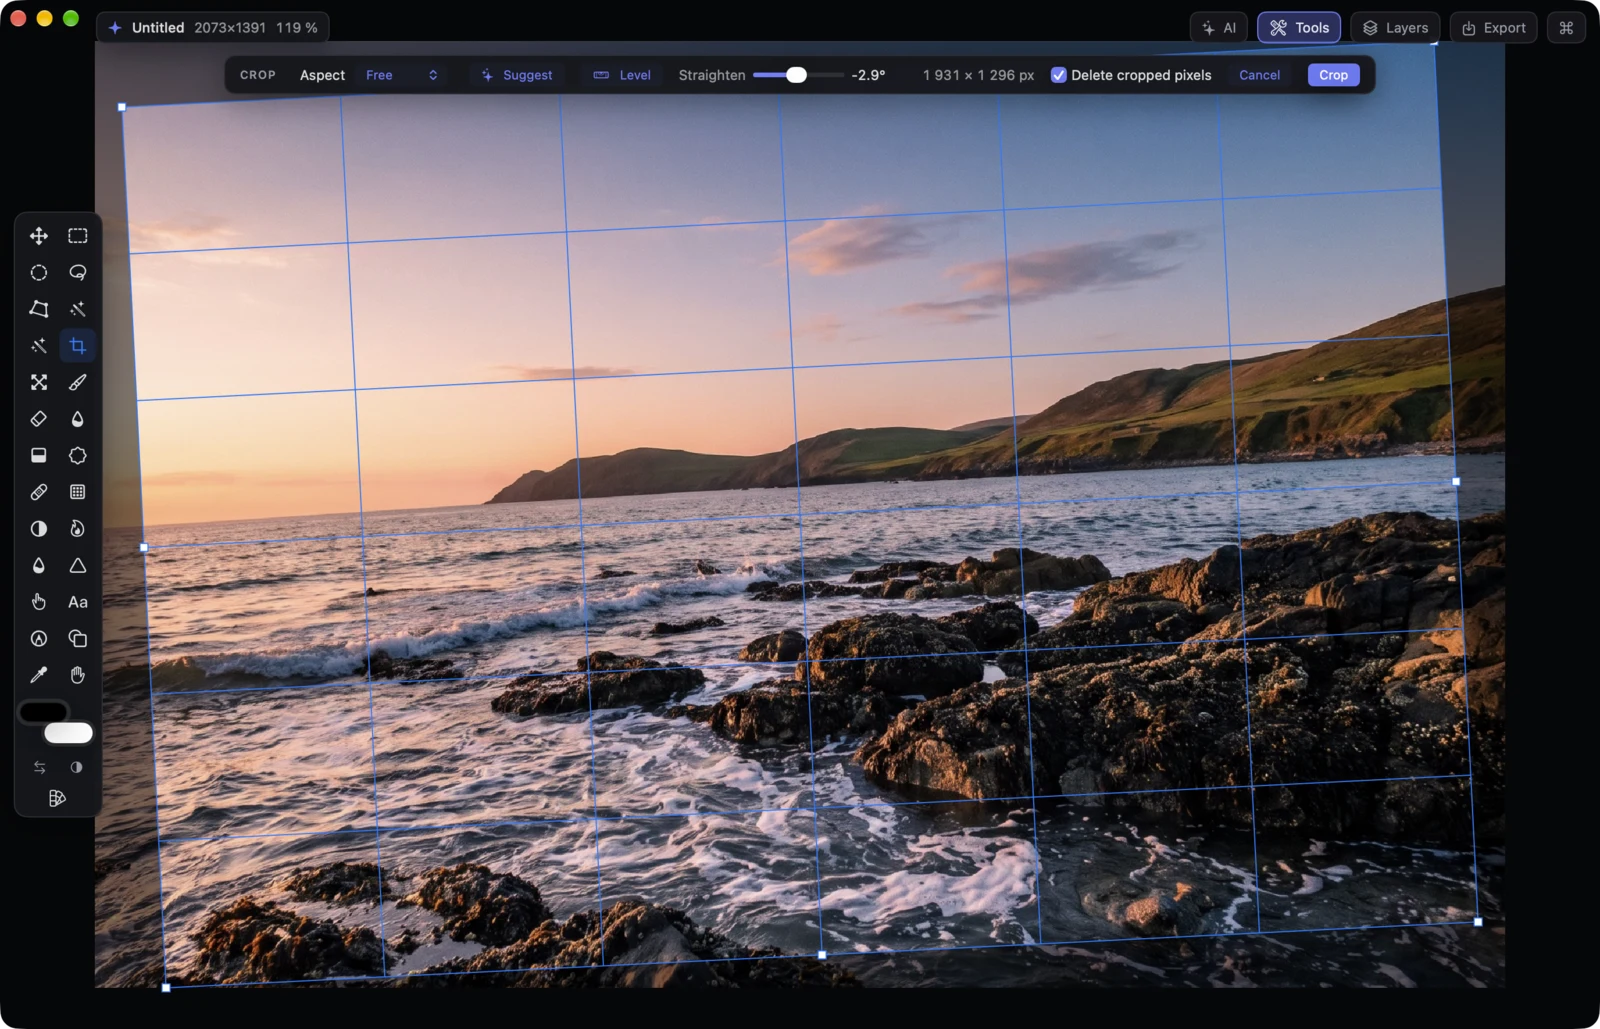 Untitled 2073×1391 119 %
AI Tools Layers Export
CROP Aspect Free Suggest Level Straighten -2.9° 1 931 × 1 296 px Delete cropped pixels Cancel Crop
Aa